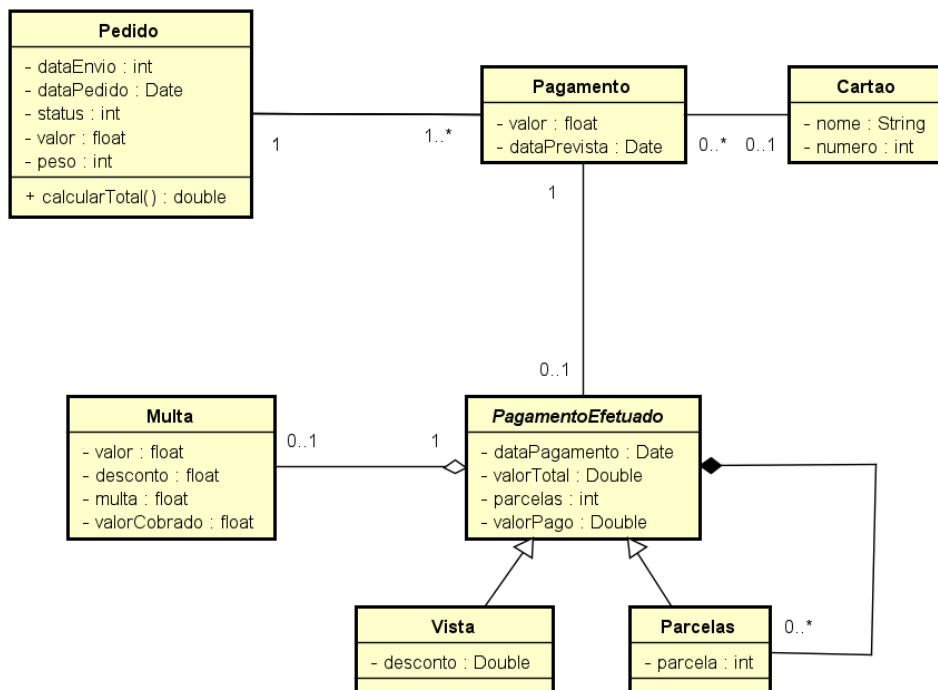 Pedido
- dataEnvio : int
- dataPedido : Date
- status : int
- valor : float
- peso : int
+ calcularTotal() : double
1
1..*
Pagamento
- valor : float
- dataPrevista : Date
0..*
0..1
Cartao
- nome : String
- numero : int
1
0..1
Multa
- valor : float
- desconto : float
- multa : float
- valorCobrado : float
0..1
1
PagamentoEfetuado
- dataPagamento : Date
- valorTotal : Double
- parcelas : int
- valorPago : Double
Vista
- desconto : Double
Parcelas
- parcela : int
0..*